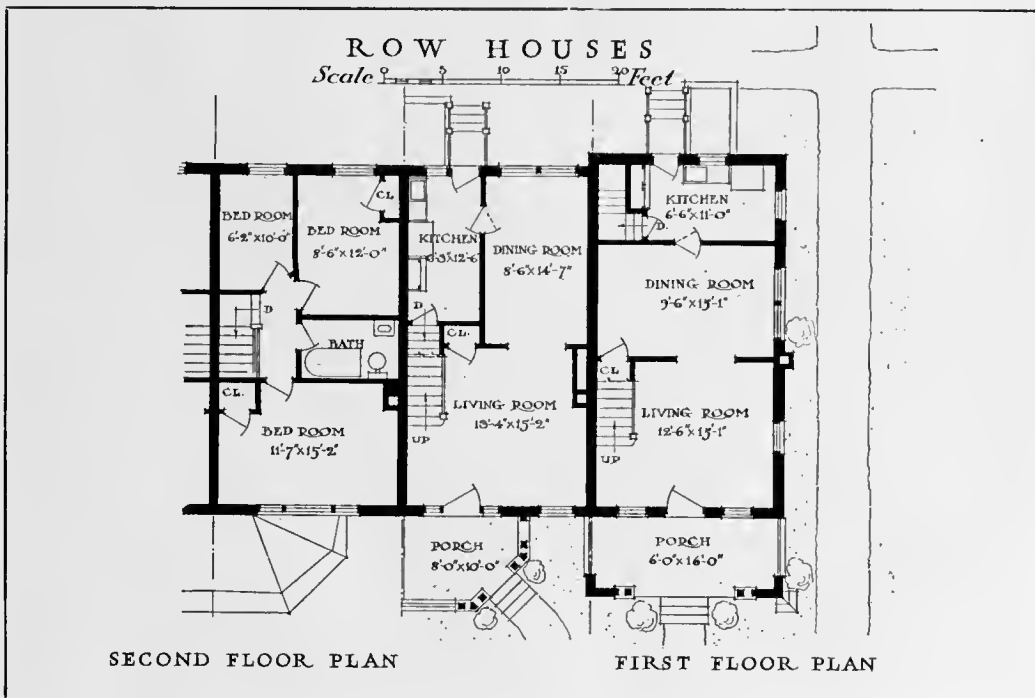 ROW HOUSES
Scale 0 5 10 15 20 Feet
BED ROOM
6'-2"x10'-0"
BED ROOM
8'-6"x12'-0"
CL.
D
BATH
CL.
BED ROOM
11'-7"x15'-2"
KITCHEN
DINING ROOM
8'-6"x14'-7"
D
CL.
UP
LIVING ROOM
13'-4"x15'-2"
PORCH
8'-0"x10'-0"
KITCHEN
6'-6"x11'-0"
D.
DINING ROOM
9'-6"x15'-1"
CL
UP
LIVING ROOM
12'-6"x15'-1"
PORCH
6'-0"x16'-0"
SECOND FLOOR PLAN
FIRST FLOOR PLAN